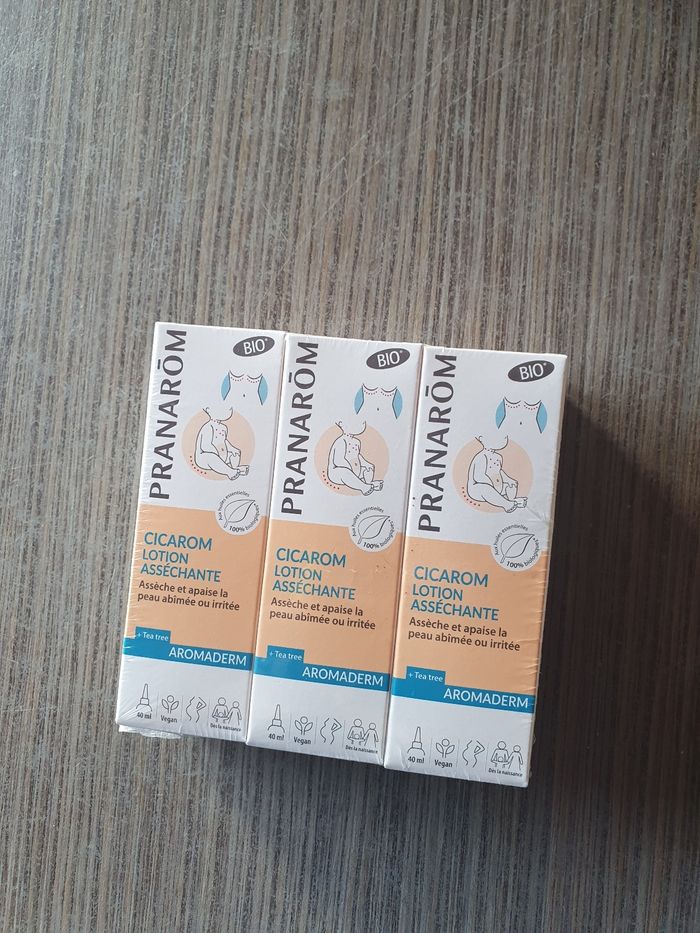 PRANARŌM
BIO
Aux huiles essentielles
100% biologiques
CICAROM
LOTION
ASSÉCHANTE
Assèche et apaise la
peau abîmée ou irritée
+ Tea tree
AROMADERM
40 ml
Vegan
Dès la naissance
PRANARŌM
BIO
Aux huiles essentielles
100% biologiques
CICAROM
LOTION
ASSÉCHANTE
Assèche et apaise la
peau abîmée ou irritée
+ Tea tree
AROMADERM
40 ml
Vegan
Dès la naissance
PRANARŌM
BIO
Aux huiles essentielles
100% biologiques
CICAROM
LOTION
ASSÉCHANTE
Assèche et apaise la
peau abîmée ou irritée
+ Tea tree
AROMADERM
40 ml
Vegan
Dès la naissance